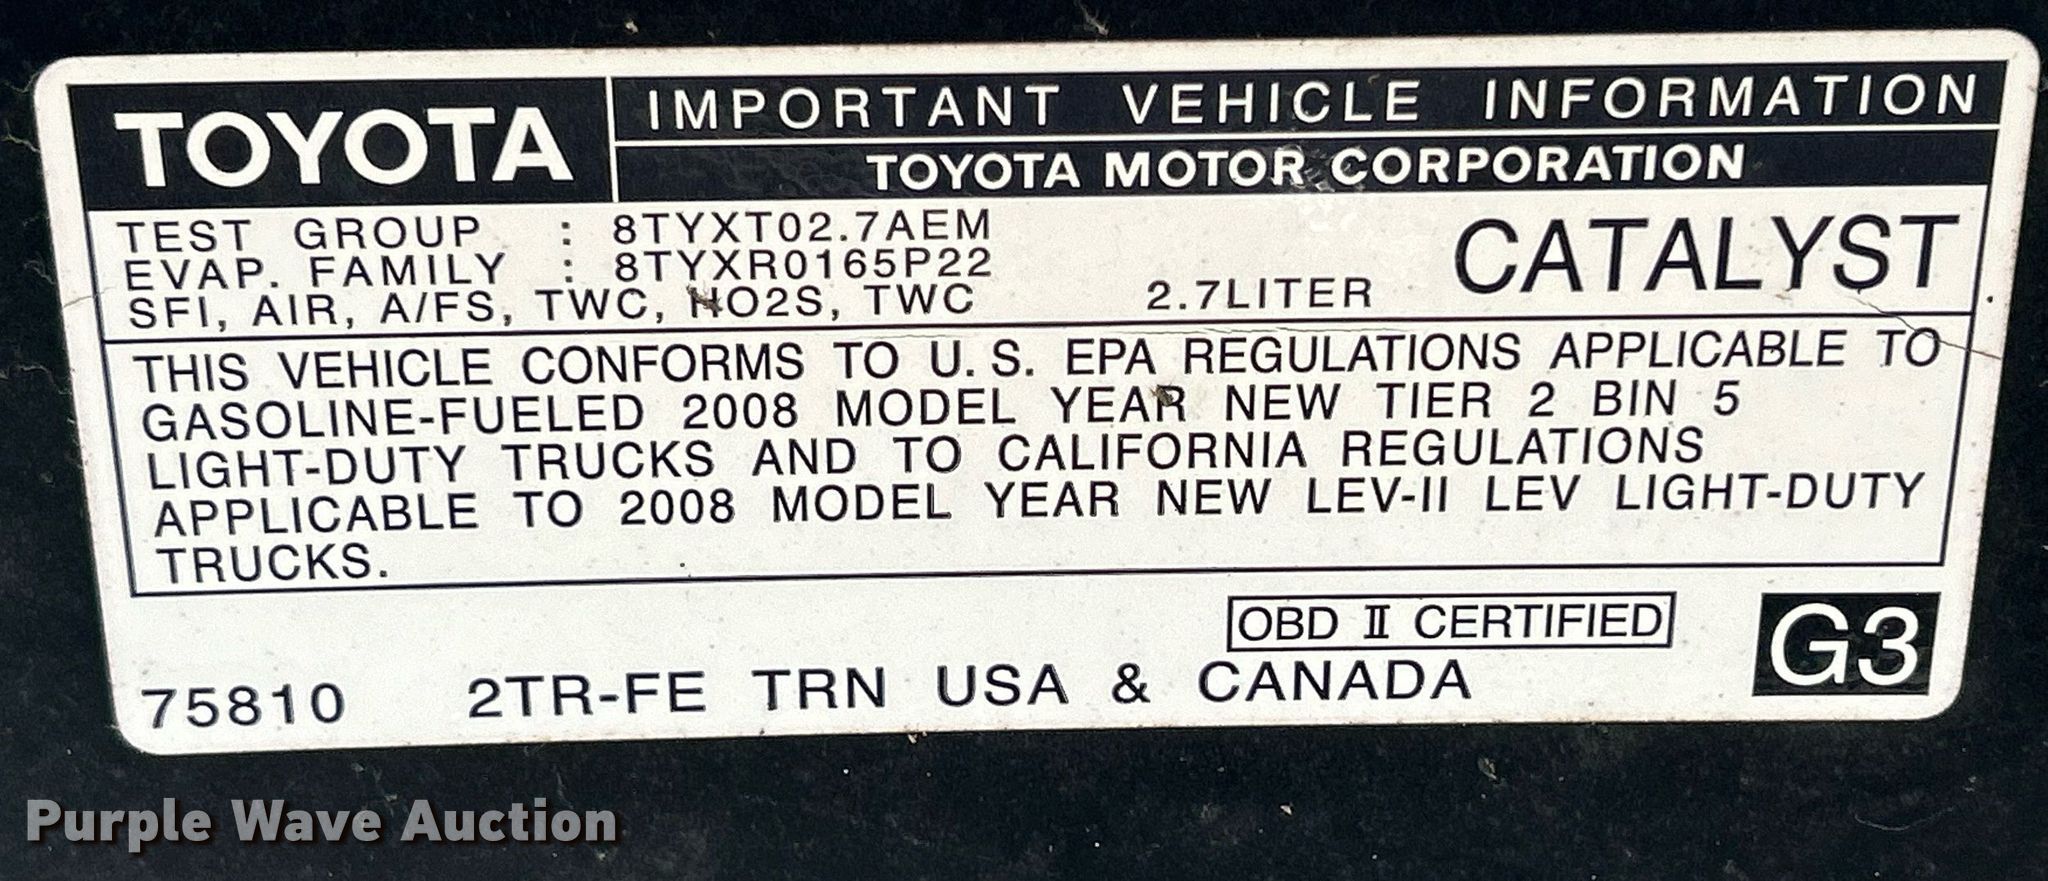 TOYOTA
IMPORTANT VEHICLE INFORMATION
TOYOTA MOTOR CORPORATION
TEST GROUP : 8TYXT02.7AEM
EVAP. FAMILY : 8TYXR0165P22
SFI, AIR, A/FS, TWC, HO2S, TWC
2.7LITER
CATALYST
THIS VEHICLE CONFORMS TO U.S. EPA REGULATIONS APPLICABLE TO
GASOLINE-FUELED 2008 MODEL YEAR NEW TIER 2 BIN 5
LIGHT-DUTY TRUCKS AND TO CALIFORNIA REGULATIONS
APPLICABLE TO 2008 MODEL YEAR NEW LEV-II LEV LIGHT-DUTY
TRUCKS.
OBD II CERTIFIED
75810 2TR-FE TRN USA & CANADA
G3
Purple Wave Auction